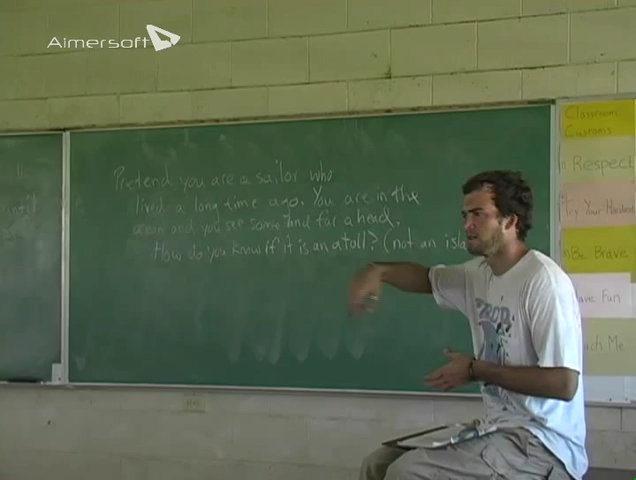 Aimersoft
Pretend you are a sailor who
lived a long time ago. You are in the
ocean and you see some land far ahead.
How do you know if it is an atoll? (not an isla
Classroom
Customs
Respect
Try Your Hardest
Be Brave
Have Fun
Me...